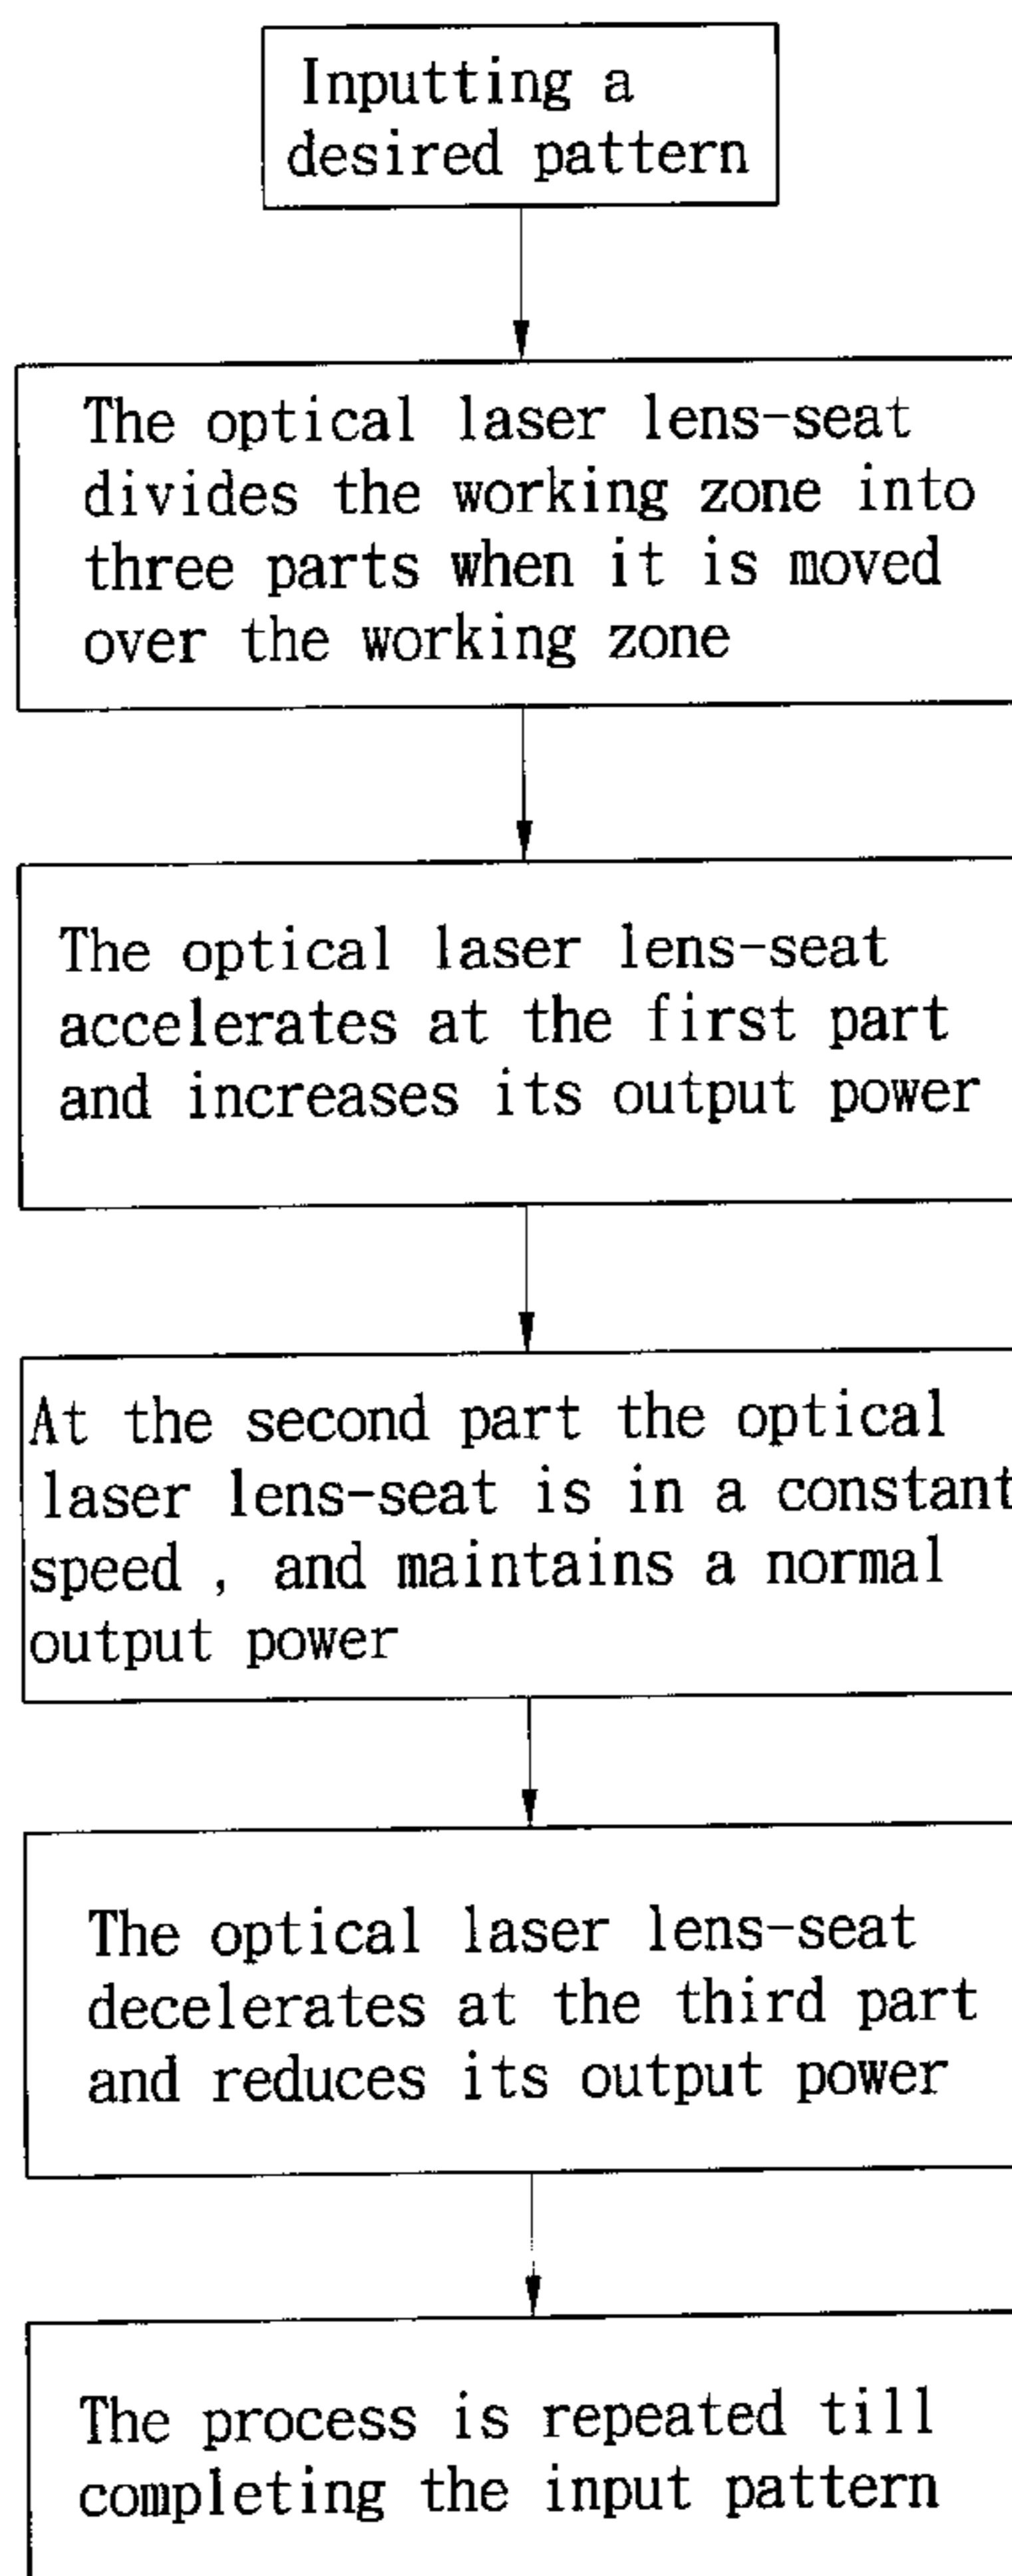 Inputting a
desired pattern
The optical laser lens-seat
divides the working zone into
three parts when it is moved
over the working zone
The optical laser lens-seat
accelerates at the first part
and increases its output power
At the second part the optical
laser lens-seat is in a constant
speed , and maintains a normal
output power
The optical laser lens-seat
decelerates at the third part
and reduces its output power
The process is repeated till
completing the input pattern